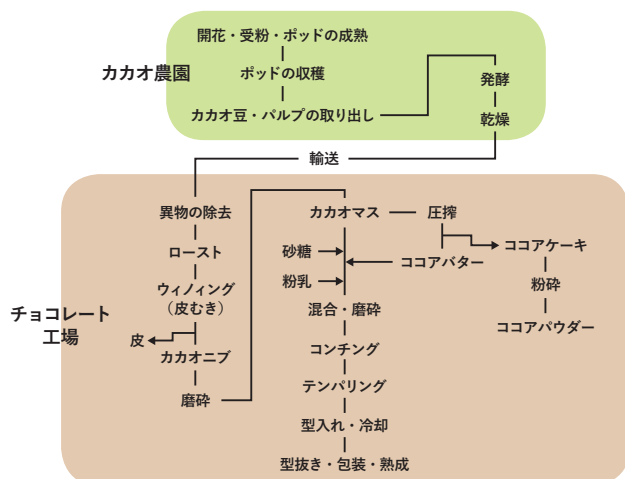 カカオ農園
開花・受粉・ポッドの成熟
ポッドの収穫
カカオ豆・パルプの取り出し
発酵
乾燥
輸送
チョコレート
工場
異物の除去
ロースト
ウィノィング
（皮むき）
皮
カカオニブ
磨砕
カカオマス
圧搾
砂糖
ココアバター
粉乳
混合・磨砕
コンチング
テンパリング
型入れ・冷却
型抜き・包装・熟成
ココアケーキ
粉砕
ココアパウダー